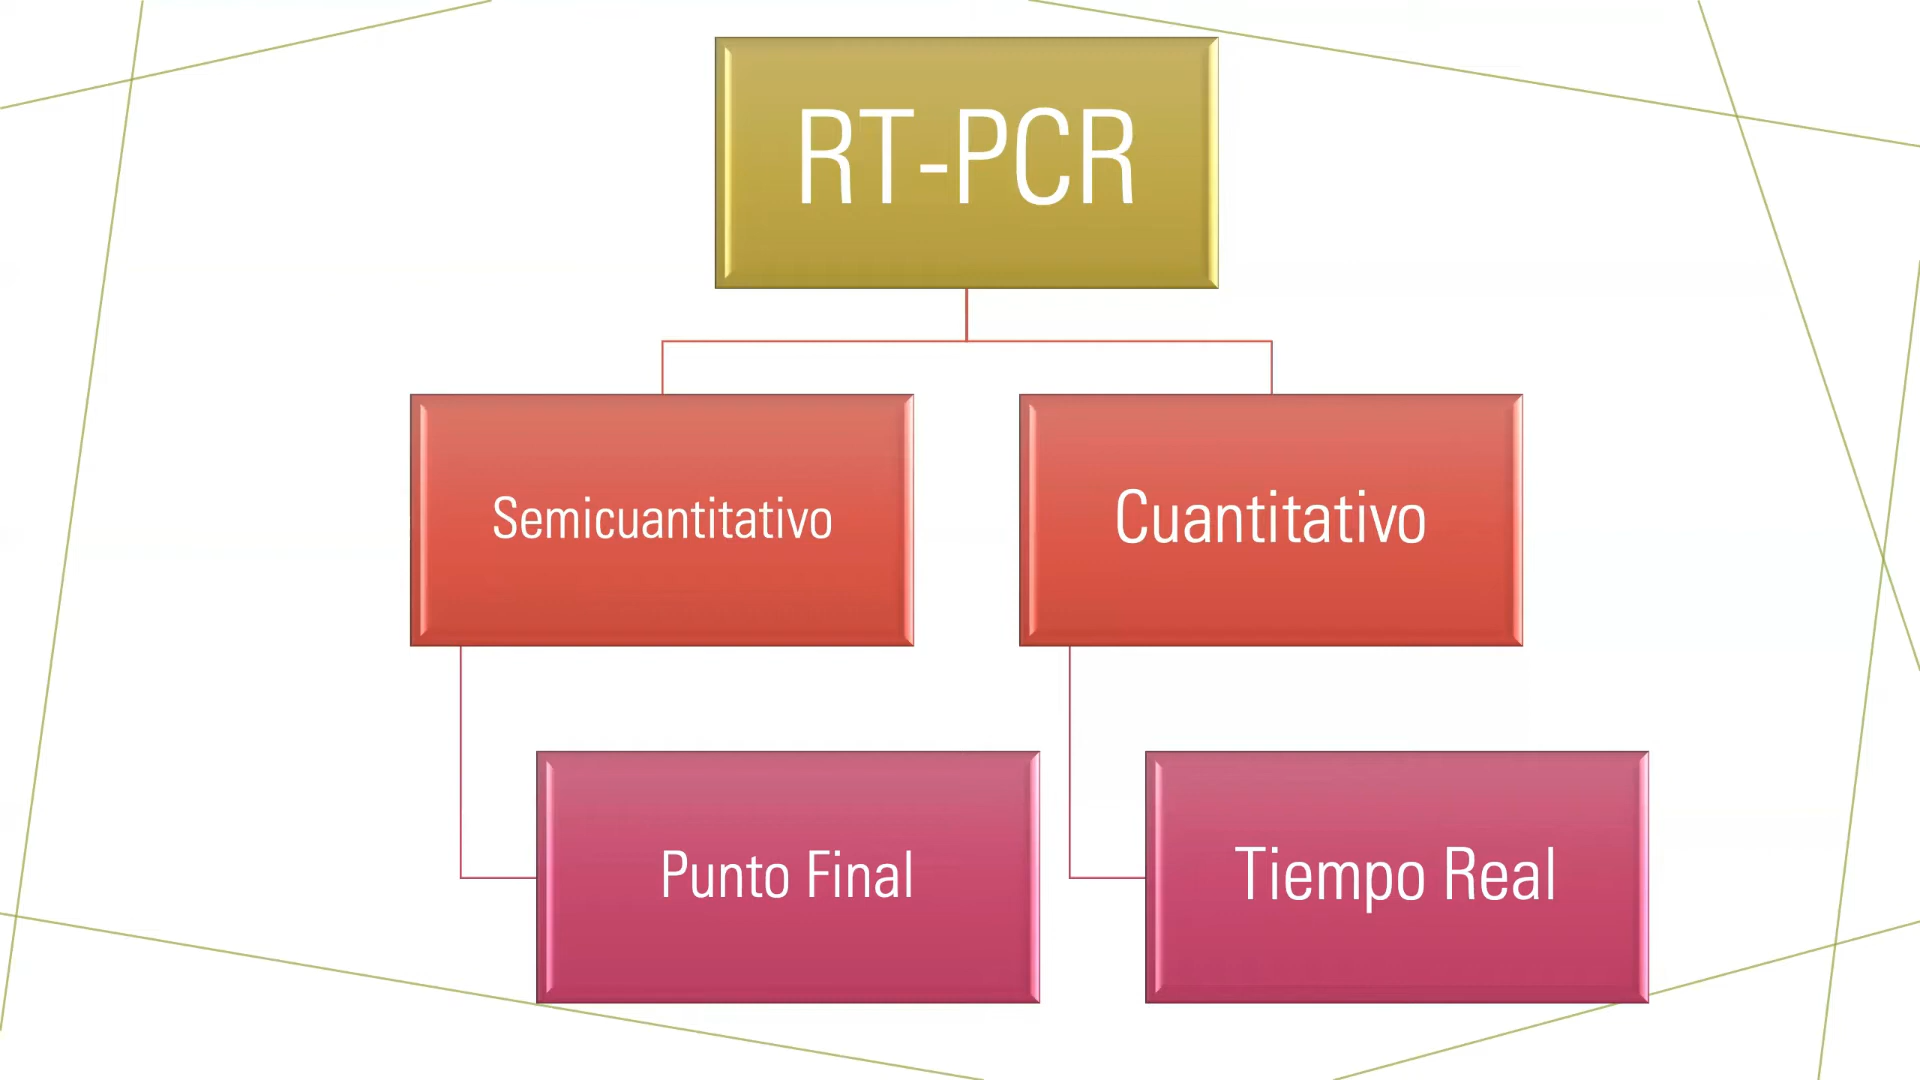 RT-PCR
Semicuantitativo
Cuantitativo
Punto Final
Tiempo Real